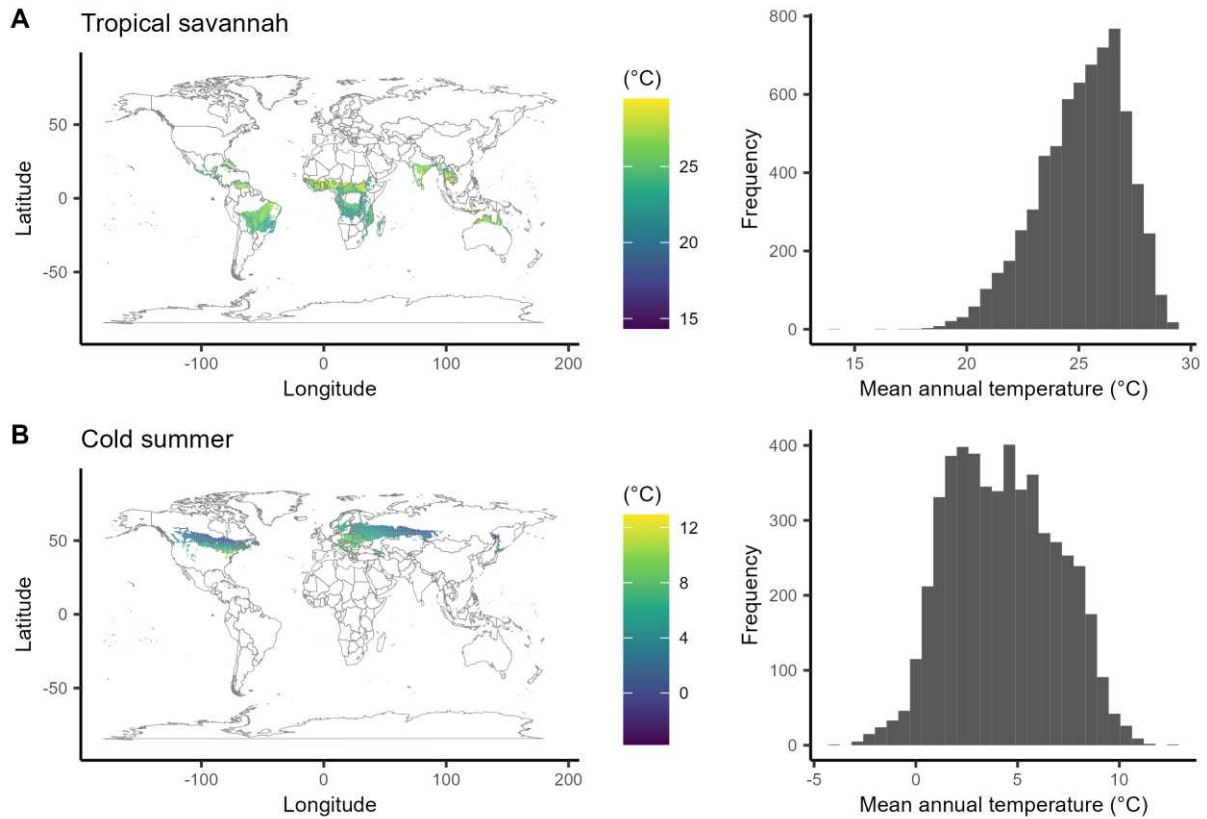 A Tropical savannah
50
0
-50
Latitude
-100 0 100 200
Longitude
(°C)
25
20
15
800
600
400
200
0
Frequency
15 20 25 30
Mean annual temperature (°C)
B Cold summer
50
0
-50
Latitude
-100 0 100 200
Longitude
(°C)
12
8
4
0
400
300
200
100
0
Frequency
-5 0 5 10
Mean annual temperature (°C)